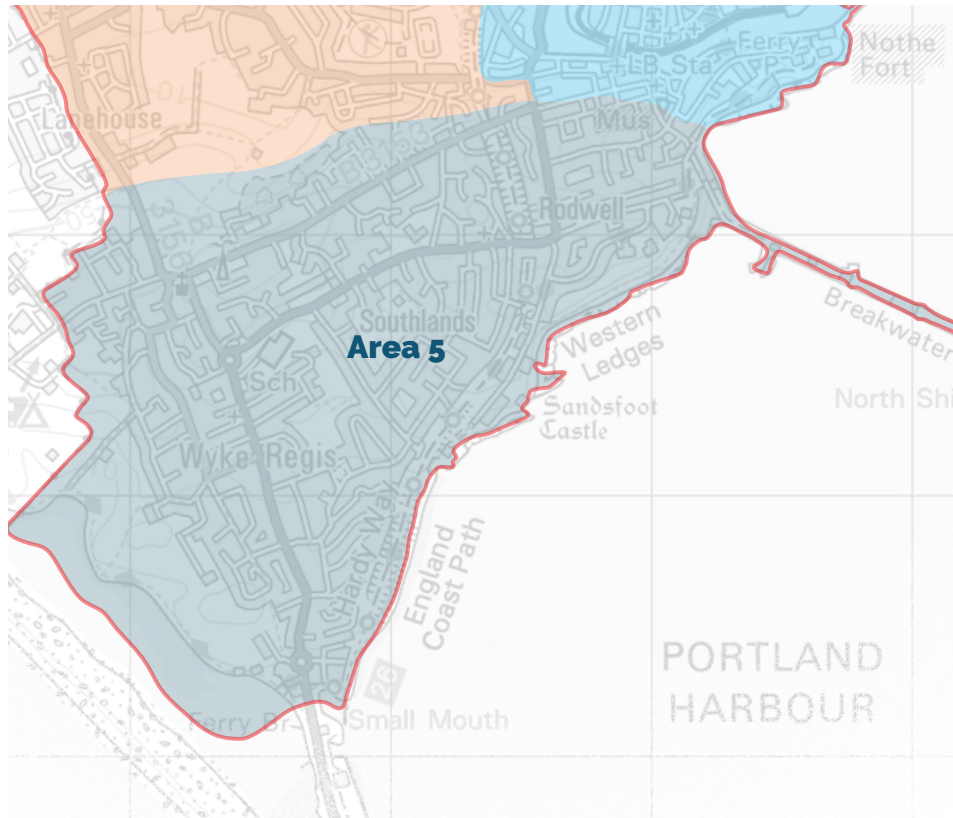 Nothe
Fort
Ferry
P
LB Sta
Mus
Lanehouse
B3156
Rodwell
Southlands
Area 5
Western
Ledges
Breakwater
North Shi
Sch
Sandsfoot
Castle
Wyke Regis
Hardy Way
England
Coast Path
26
PORTLAND
HARBOUR
Ferry Br
Small Mouth